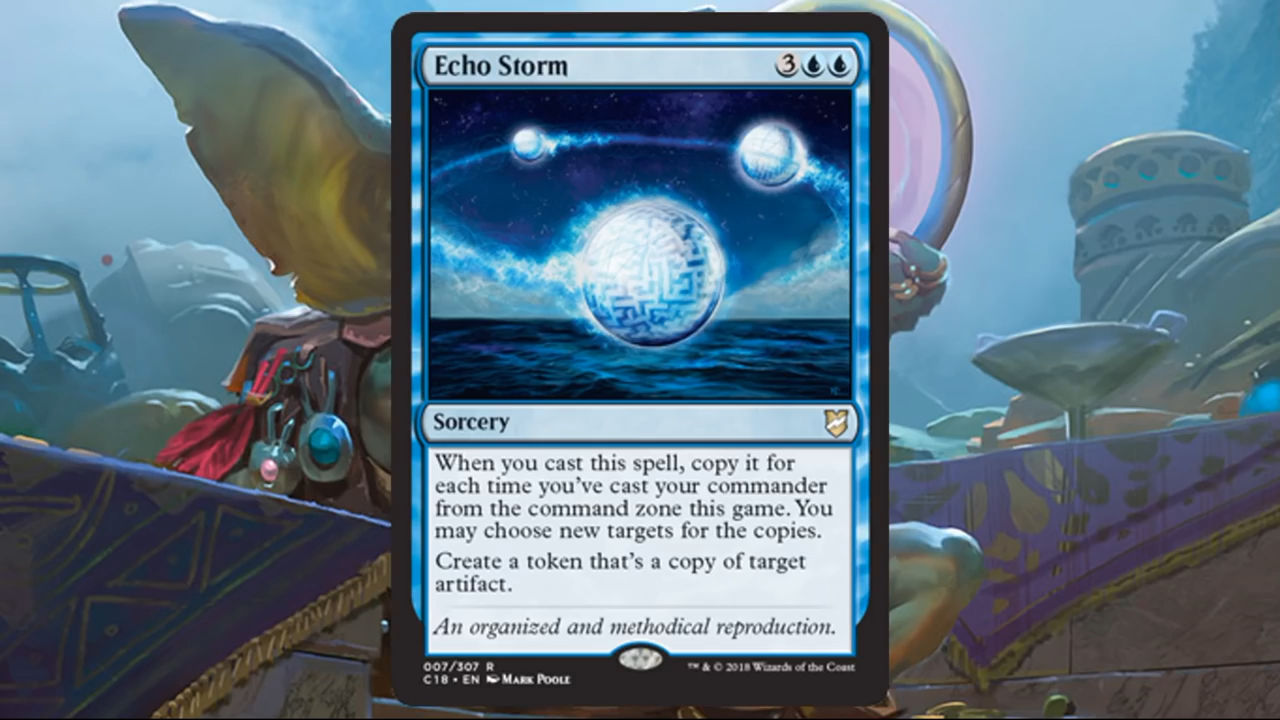 Echo Storm 3
Sorcery
When you cast this spell, copy it for
each time you've cast your commander
from the command zone this game. You
may choose new targets for the copies.
Create a token that's a copy of target
artifact.
An organized and methodical reproduction.
007/307 R ™ & © 2018 Wizards of the Coast
C18 • EN Mark Poole